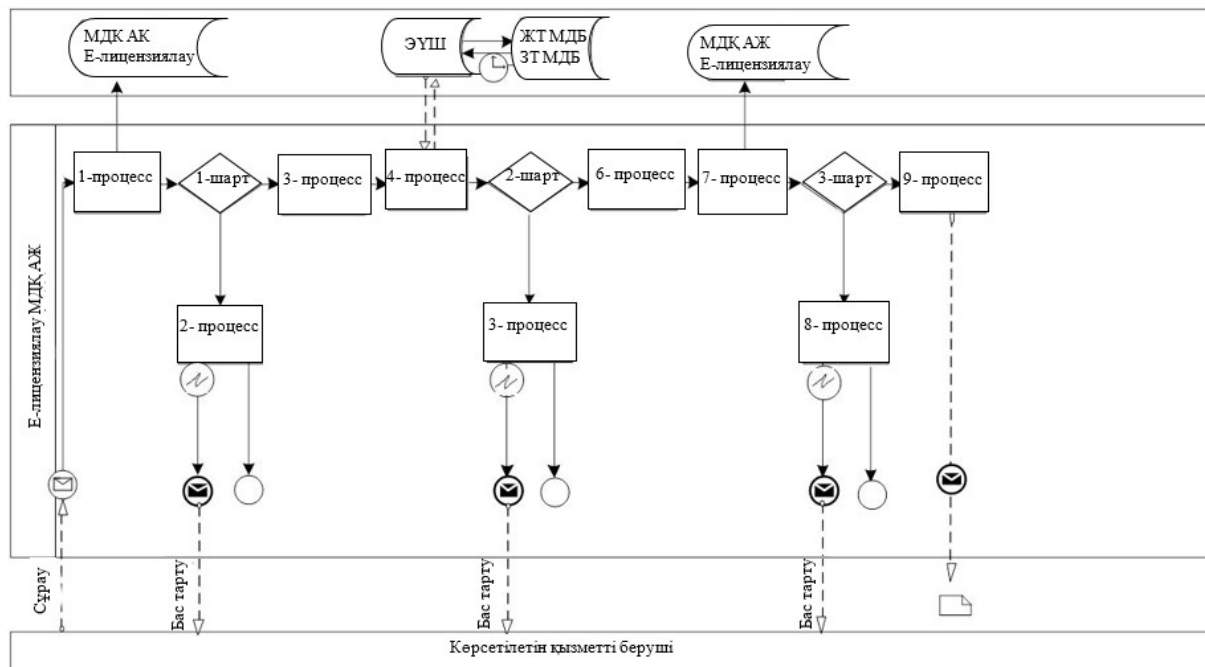 МДК АК
Е-лицензиялау
ЭҮШ
ЖТ МДБ
ЗТ МДБ
МДҚ АЖ
Е-лицензиялау
Е-лицензиялау МДҚ АЖ
1-процесс
1-шарт
3- процесс
4- процесс
2-шарт
6- процесс
7- процесс
3-шарт
9- процесс
2- процесс
3- процесс
8- процесс
Сұрау
Бас тарту
Бас тарту
Бас тарту
Көрсетілетін қызметті беруші